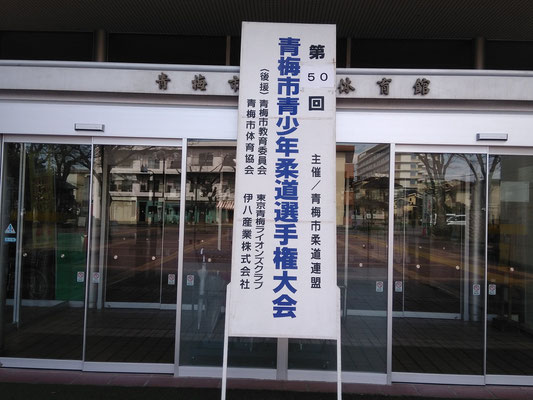 青梅市 体育館
第50回
青梅市青少年柔道選手権大会
主催/青梅市柔道連盟
(後援)青梅市教育委員会
青梅市体育協会
東京青梅ライオンズクラブ
伊八産業株式会社